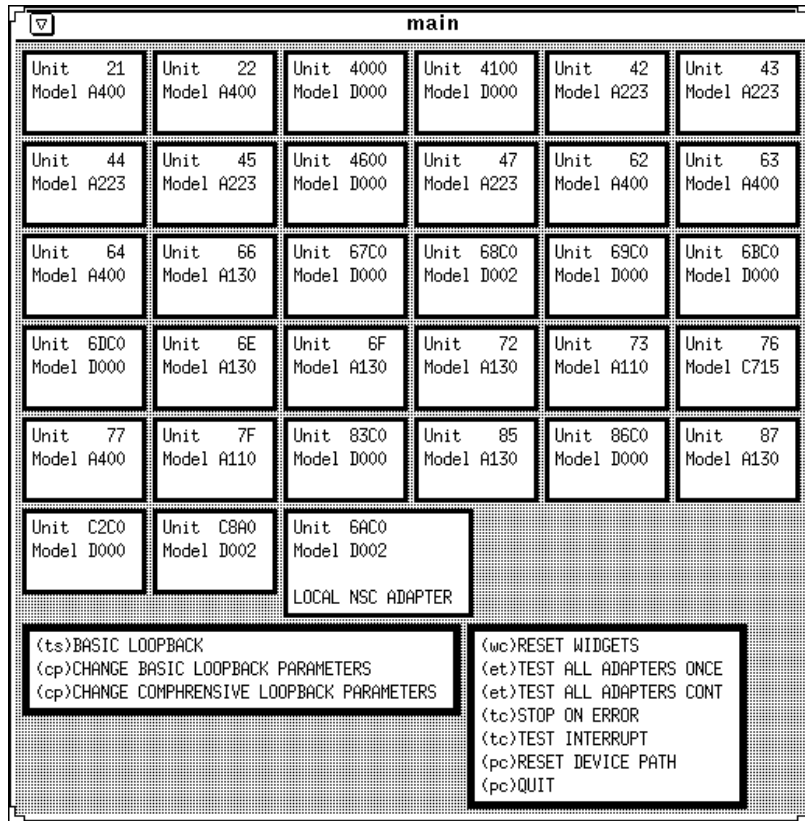 main
Unit 21 Unit 22 Unit 4000 Unit 4100 Unit 42 Unit 43
Model A400 Model A400 Model D000 Model D000 Model A223 Model A223
Unit 44 Unit 45 Unit 4600 Unit 47 Unit 62 Unit 63
Model A223 Model A223 Model D000 Model A223 Model A400 Model A400
Unit 64 Unit 66 Unit 67C0 Unit 68C0 Unit 69C0 Unit 6BC0
Model A400 Model A130 Model D000 Model D002 Model D000 Model D000
Unit 6DC0 Unit 6E Unit 6F Unit 72 Unit 73 Unit 76
Model D000 Model A130 Model A130 Model A130 Model A110 Model C715
Unit 77 Unit 7F Unit 83C0 Unit 85 Unit 86C0 Unit 87
Model A400 Model A110 Model D000 Model A130 Model D000 Model A130
Unit C2C0 Unit C8A0 Unit 6AC0
Model D000 Model D002 Model D002
LOCAL NSC ADAPTER
(ts)BASIC LOOPBACK
(cp)CHANGE BASIC LOOPBACK PARAMETERS
(cp)CHANGE COMPHRENSIVE LOOPBACK PARAMETERS
(wc)RESET WIDGETS
(et)TEST ALL ADAPTERS ONCE
(et)TEST ALL ADAPTERS CONT
(tc)STOP ON ERROR
(tc)TEST INTERRUPT
(pc)RESET DEVICE PATH
(pc)QUIT